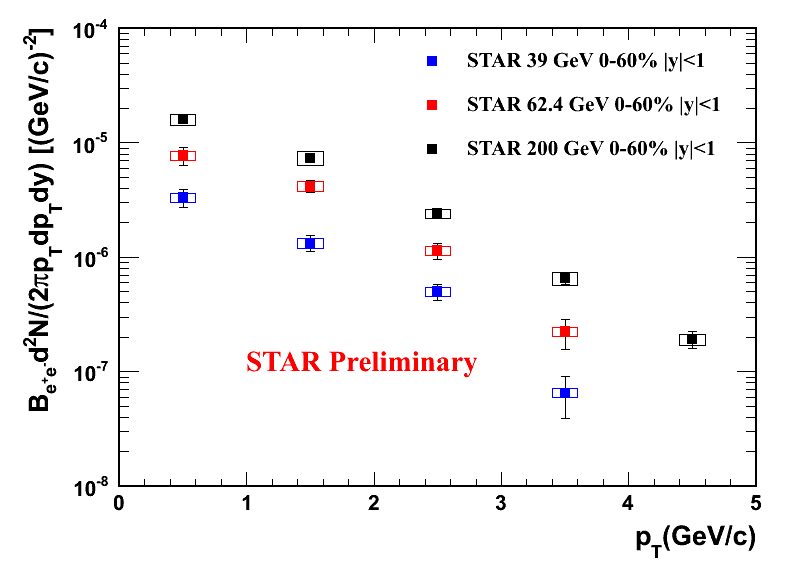 B_{e⁺e⁻}d²N/(2πp_Tdp_Tdy) [(GeV/c)⁻²]
10⁻⁴
10⁻⁵
10⁻⁶
10⁻⁷
10⁻⁸
STAR 39 GeV 0-60% |y|<1
STAR 62.4 GeV 0-60% |y|<1
STAR 200 GeV 0-60% |y|<1
STAR Preliminary
0 1 2 3 4 5
p_T(GeV/c)